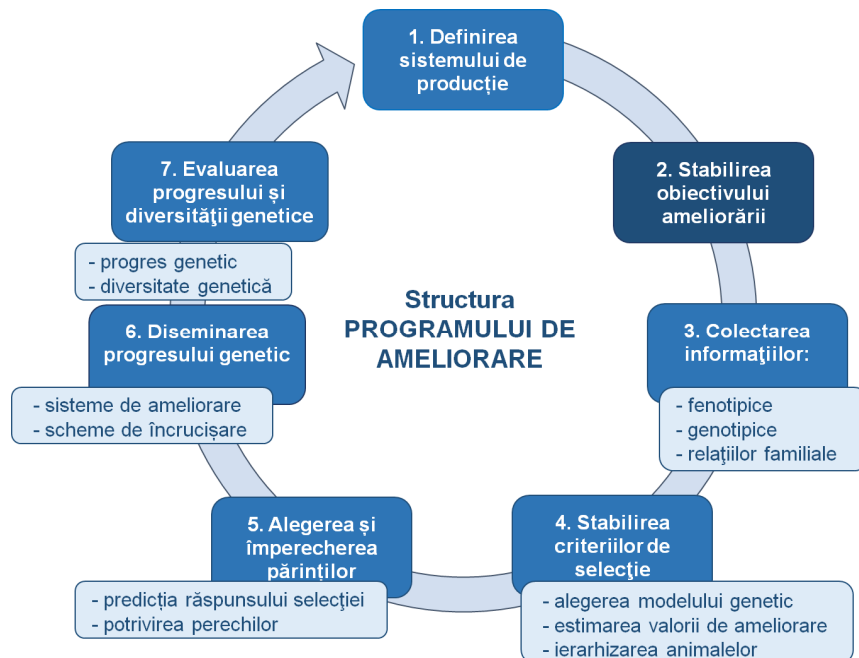 1. Definirea
sistemului de
producție
2. Stabilirea
obiectivului
ameliorării
3. Colectarea
informaţiilor:
- fenotipice
- genotipice
- relaţiilor familiale
4. Stabilirea
criteriilor de
selecţie
- alegerea modelului genetic
- estimarea valorii de ameliorare
- ierarhizarea animalelor
5. Alegerea și
împerecherea
părinților
- predicția răspunsului selecţiei
- potrivirea perechilor
6. Diseminarea
progresului genetic
- sisteme de ameliorare
- scheme de încrucișare
7. Evaluarea
progresului și
diversităţii genetice
- progres genetic
- diversitate genetică
Structura
PROGRAMULUI DE
AMELIORARE